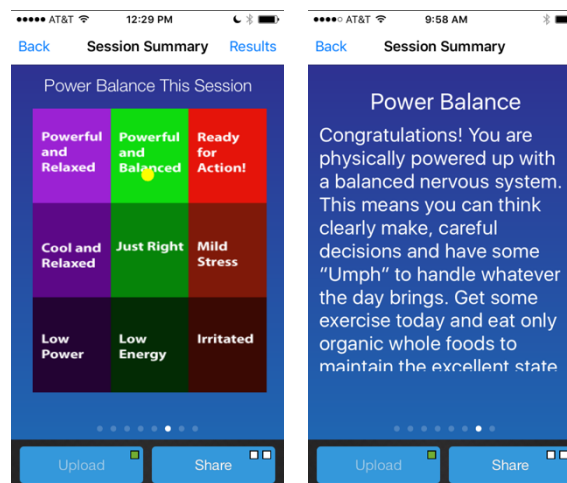 AT&T 12:29 PM
Back Session Summary Results
Power Balance This Session
Powerful and Relaxed
Powerful and Balanced
Ready for Action!
Cool and Relaxed
Just Right
Mild Stress
Low Power
Low Energy
Irritated
Upload Share
AT&T 9:58 AM
Back Session Summary
Power Balance
Congratulations! You are
physically powered up with
a balanced nervous system.
This means you can think
clearly make, careful
decisions and have some
“Umph” to handle whatever
the day brings. Get some
exercise today and eat only
organic whole foods to
maintain the excellent state
Upload Share